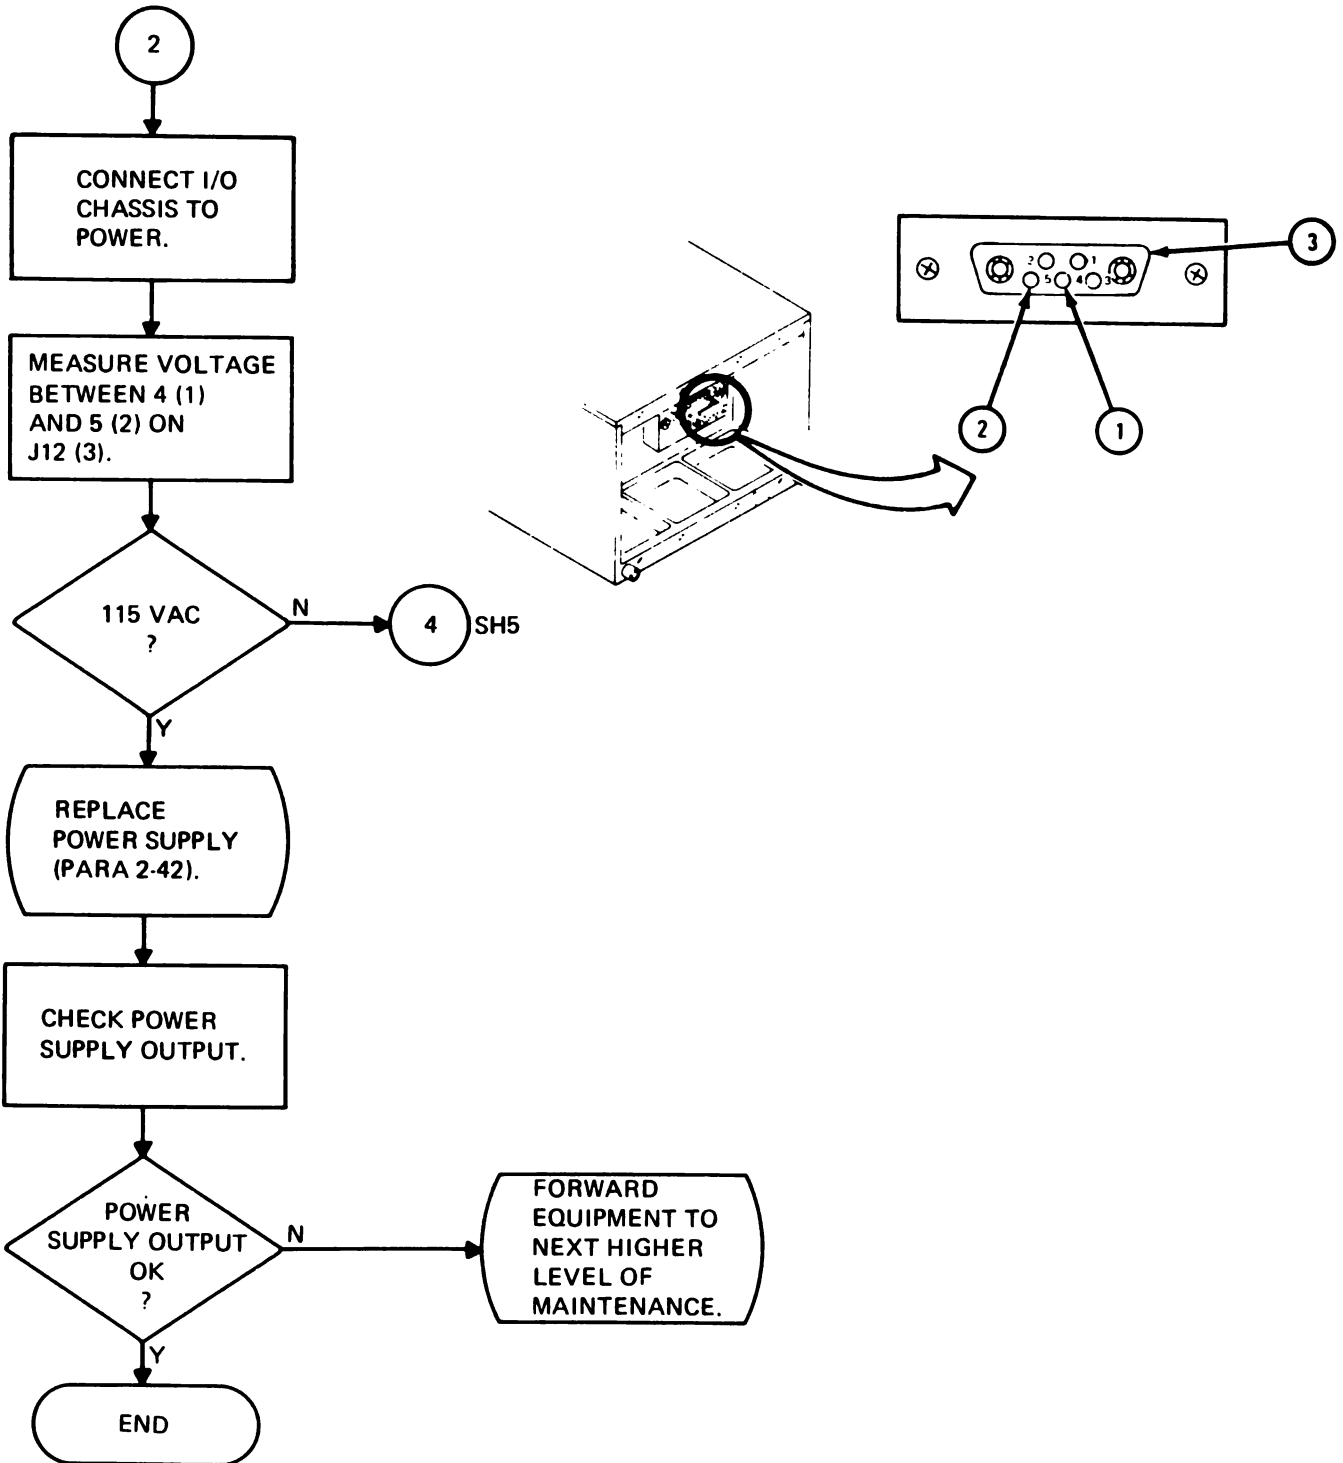 2
CONNECT I/O
CHASSIS TO
POWER.
MEASURE VOLTAGE
BETWEEN 4 (1)
AND 5 (2) ON
J12 (3).
115 VAC
?
N
4
SH5
Y
REPLACE
POWER SUPPLY
(PARA 2-42).
CHECK POWER
SUPPLY OUTPUT.
POWER
SUPPLY OUTPUT
OK
?
N
FORWARD
EQUIPMENT TO
NEXT HIGHER
LEVEL OF
MAINTENANCE.
Y
END
3
2 1
5 4 3
2
1